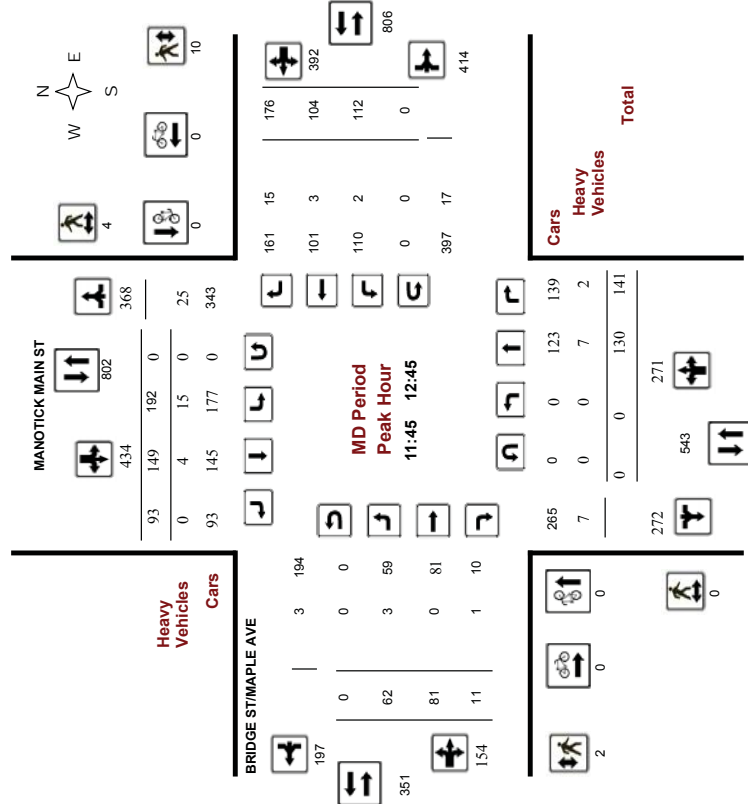 N
W E
S
4
0
0
10
MANOTICK MAIN ST
802
434
368
93 149 192 0
0 4 15 0 25
93 145 177 0 343
Heavy
Vehicles
Cars
392
806
414
161 15 176
101 3 104
110 2 112
0 0 0
397 17
MD Period
Peak Hour
11:45 12:45
BRIDGE ST/MAPLE AVE
3 194
0 0 0
62 3 59
81 0 81
11 1 10
197
351
154
Cars
Heavy
Vehicles
Total
265 0 0 123 139
7 0 0 7 2
0 0 130 141
272
543
271
2
0
0
0